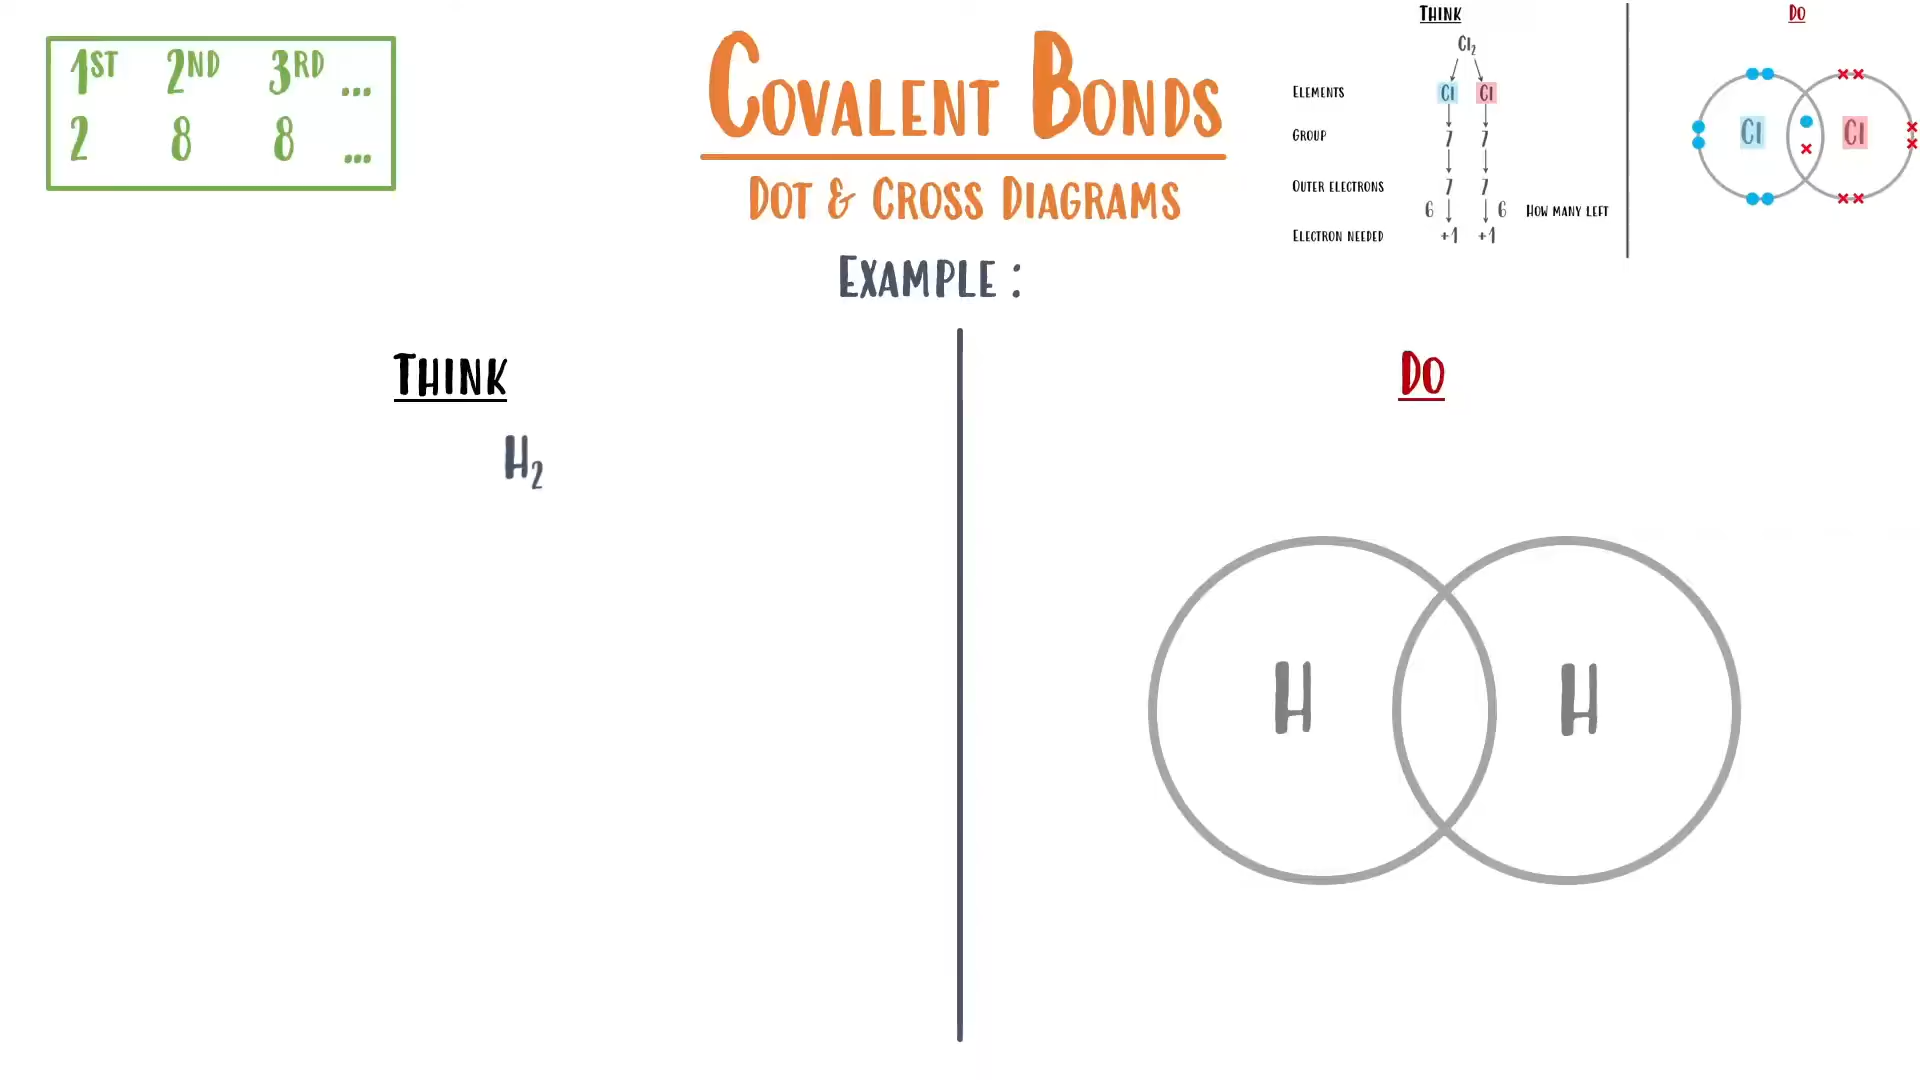 1ST 2ND 3RD ...
2 8 8 ...
COVALENT BONDS
DOT & CROSS DIAGRAMS
EXAMPLE :
THINK
Cl₂
ELEMENTS Cl Cl
GROUP 7 7
OUTER ELECTRONS 7 7
6 6 HOW MANY LEFT
ELECTRON NEEDED +1 +1
DO
Cl Cl
THINK
H₂
DO
H H